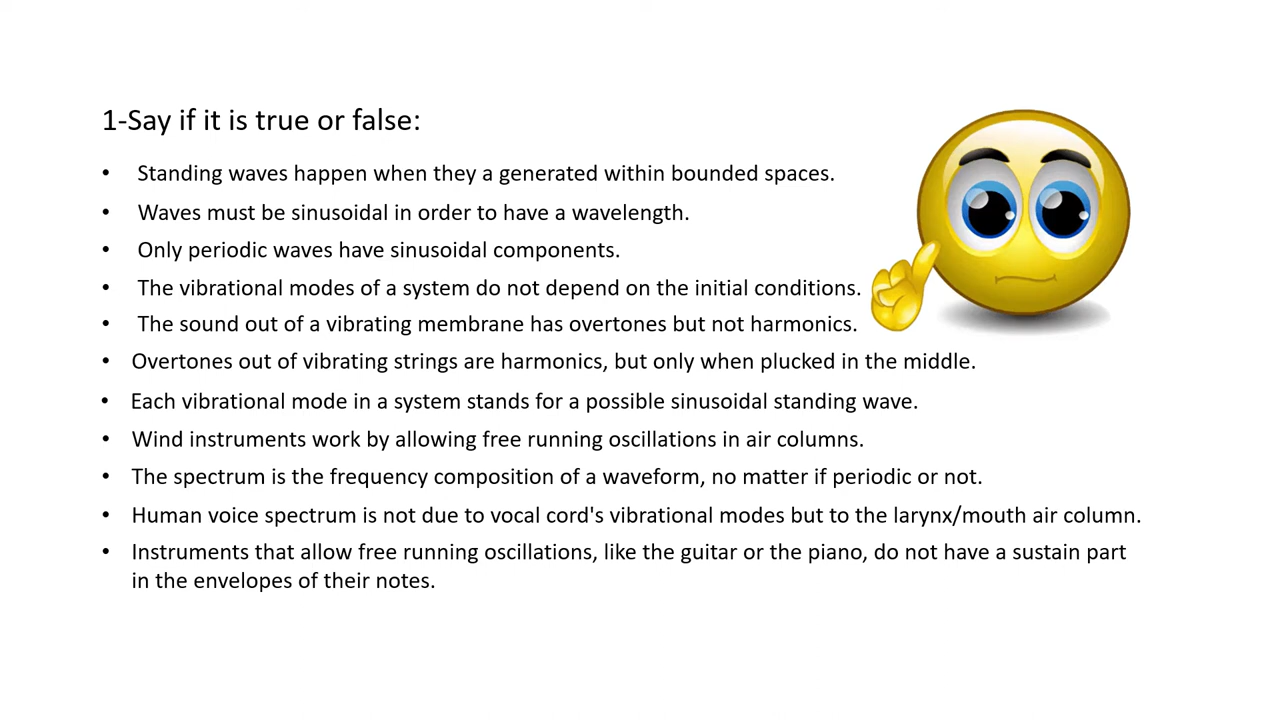 1-Say if it is true or false:
• Standing waves happen when they a generated within bounded spaces.
• Waves must be sinusoidal in order to have a wavelength.
• Only periodic waves have sinusoidal components.
• The vibrational modes of a system do not depend on the initial conditions.
• The sound out of a vibrating membrane has overtones but not harmonics.
• Overtones out of vibrating strings are harmonics, but only when plucked in the middle.
• Each vibrational mode in a system stands for a possible sinusoidal standing wave.
• Wind instruments work by allowing free running oscillations in air columns.
• The spectrum is the frequency composition of a waveform, no matter if periodic or not.
• Human voice spectrum is not due to vocal cord's vibrational modes but to the larynx/mouth air column.
• Instruments that allow free running oscillations, like the guitar or the piano, do not have a sustain part
in the envelopes of their notes.